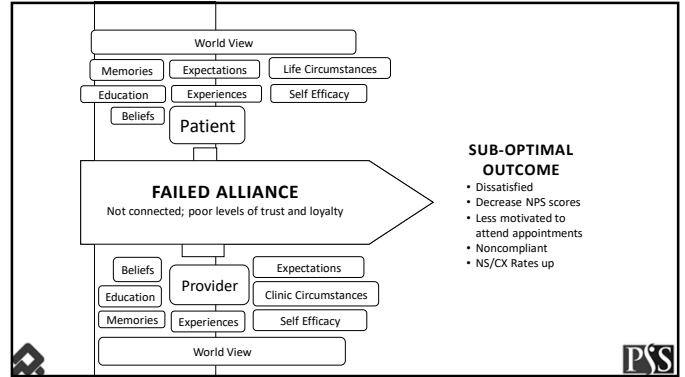 World View
Memories
Expectations
Life Circumstances
Education
Experiences
Self Efficacy
Beliefs
Patient
FAILED ALLIANCE
Not connected; poor levels of trust and loyalty
SUB-OPTIMAL
OUTCOME
• Dissatisfied
• Decrease NPS scores
• Less motivated to
attend appointments
• Noncompliant
• NS/CX Rates up
Beliefs
Provider
Expectations
Education
Clinic Circumstances
Memories
Experiences
Self Efficacy
World View
PSS